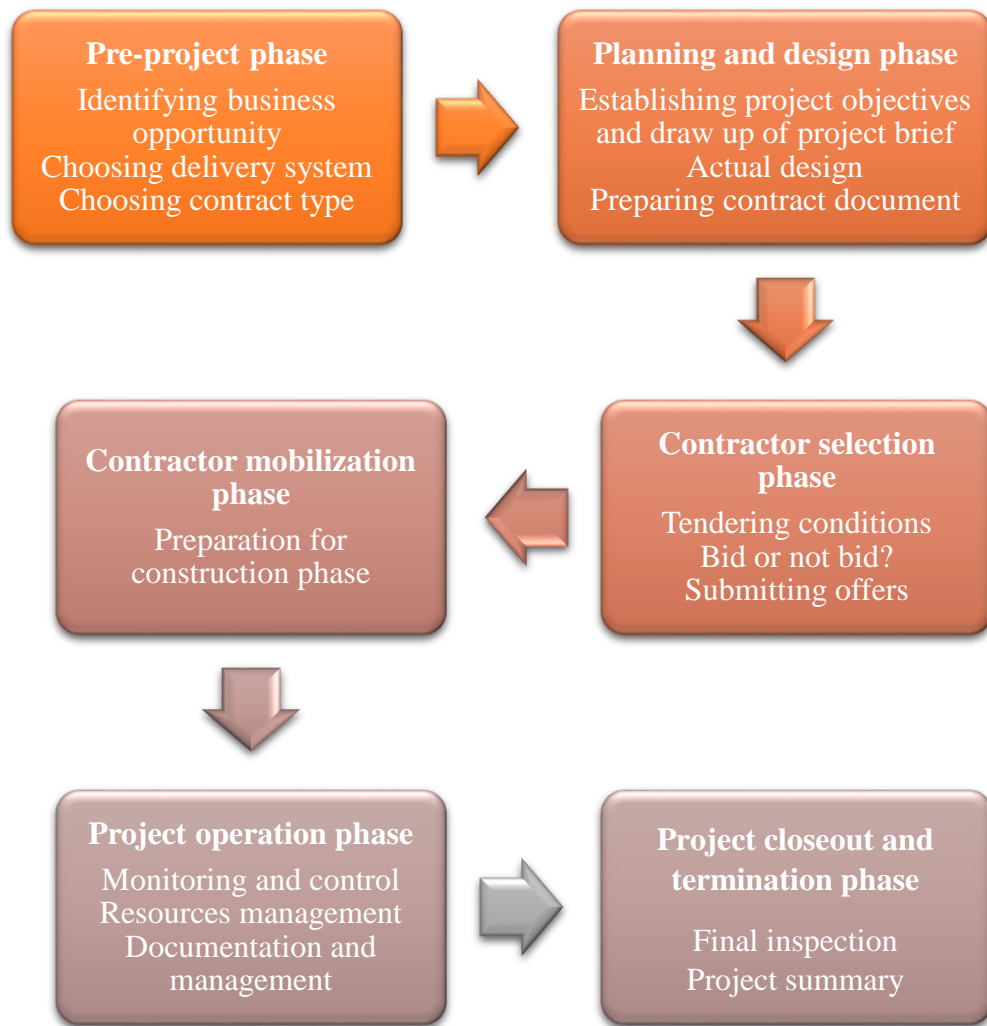 Pre-project phase
Identifying business
opportunity
Choosing delivery system
Choosing contract type
Planning and design phase
Establishing project objectives
and draw up of project brief
Actual design
Preparing contract document
Contractor selection
phase
Tendering conditions
Bid or not bid?
Submitting offers
Contractor mobilization
phase
Preparation for
construction phase
Project operation phase
Monitoring and control
Resources management
Documentation and
management
Project closeout and
termination phase
Final inspection
Project summary